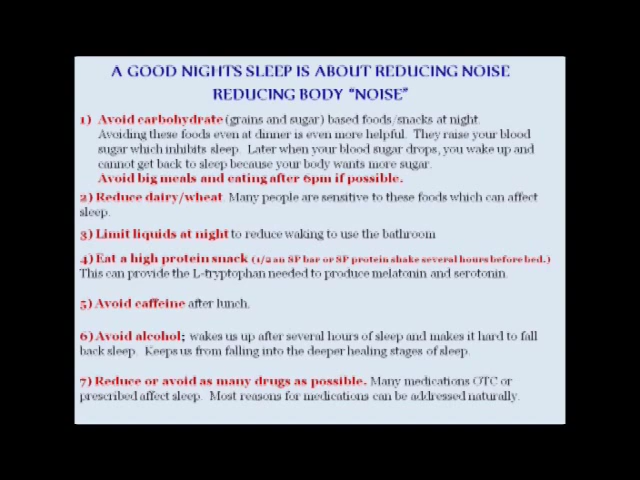 A GOOD NIGHTS SLEEP IS ABOUT REDUCING NOISE
REDUCING BODY "NOISE"
1) Avoid carbohydrate (grains and sugar) based foods/snacks at night.
Avoiding these foods even at dinner is even more helpful. They raise your blood
sugar which inhibits sleep. Later when your blood sugar drops, you wake up and
cannot get back to sleep because your body wants more sugar.
Avoid big meals and eating after 6pm if possible.
2) Reduce dairy/wheat. Many people are sensitive to these foods which can affect
sleep.
3) Limit liquids at night to reduce waking to use the bathroom
4) Eat a high protein snack (1/2 an SP bar or SP protein shake several hours before bed.)
This can provide the L-tryptophan needed to produce melatonin and serotonin.
5) Avoid caffeine after lunch.
6) Avoid alcohol; wakes us up after several hours of sleep and makes it hard to fall
back sleep. Keeps us from falling into the deeper healing stages of sleep.
7) Reduce or avoid as many drugs as possible. Many medications OTC or
prescribed affect sleep. Most reasons for medications can be addressed naturally.